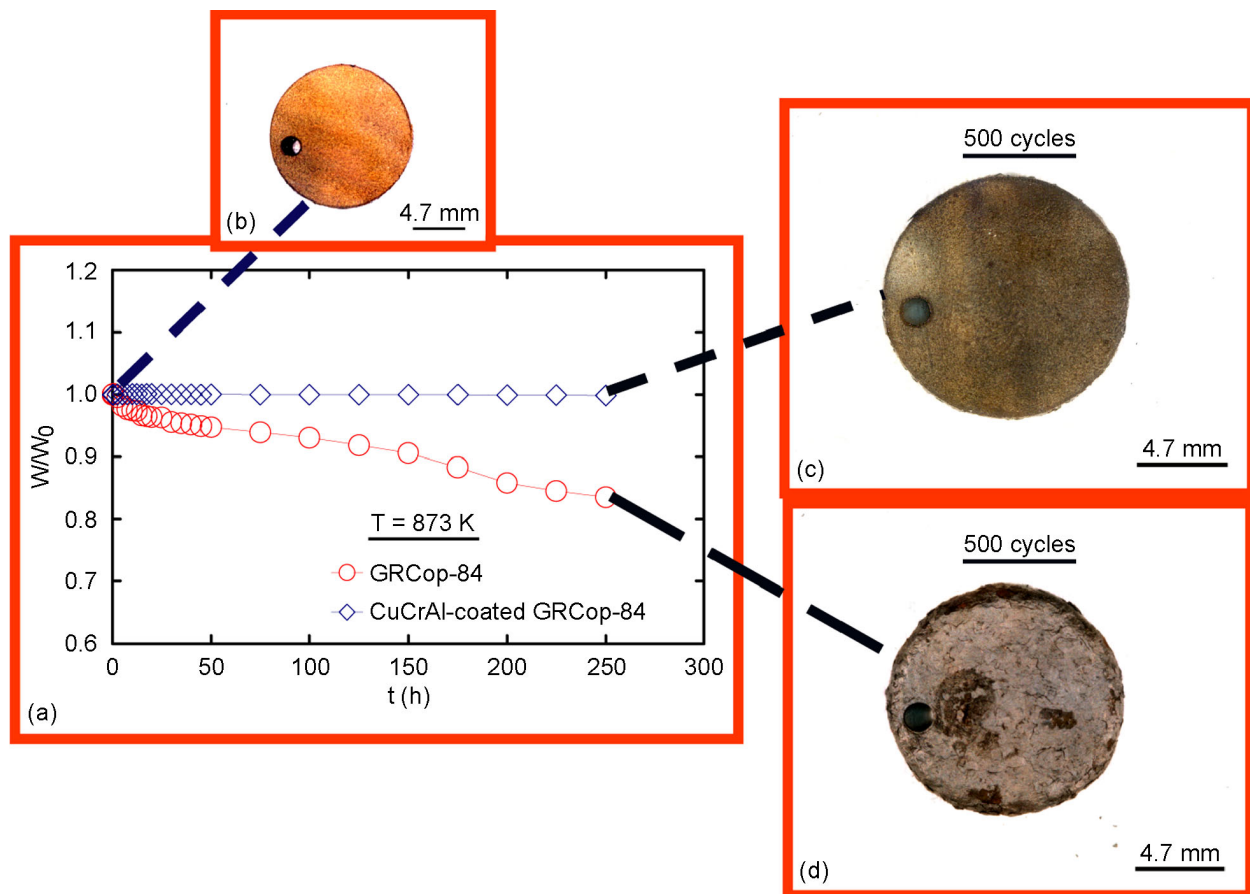 (b)
4.7 mm
500 cycles
(c)
4.7 mm
1.2
1.1
1.0
0.9
0.8
0.7
0.6
W/W₀
T = 873 K
GRCop-84
CuCrAl-coated GRCop-84
0 50 100 150 200 250 300
t (h)
(a)
500 cycles
(d)
4.7 mm